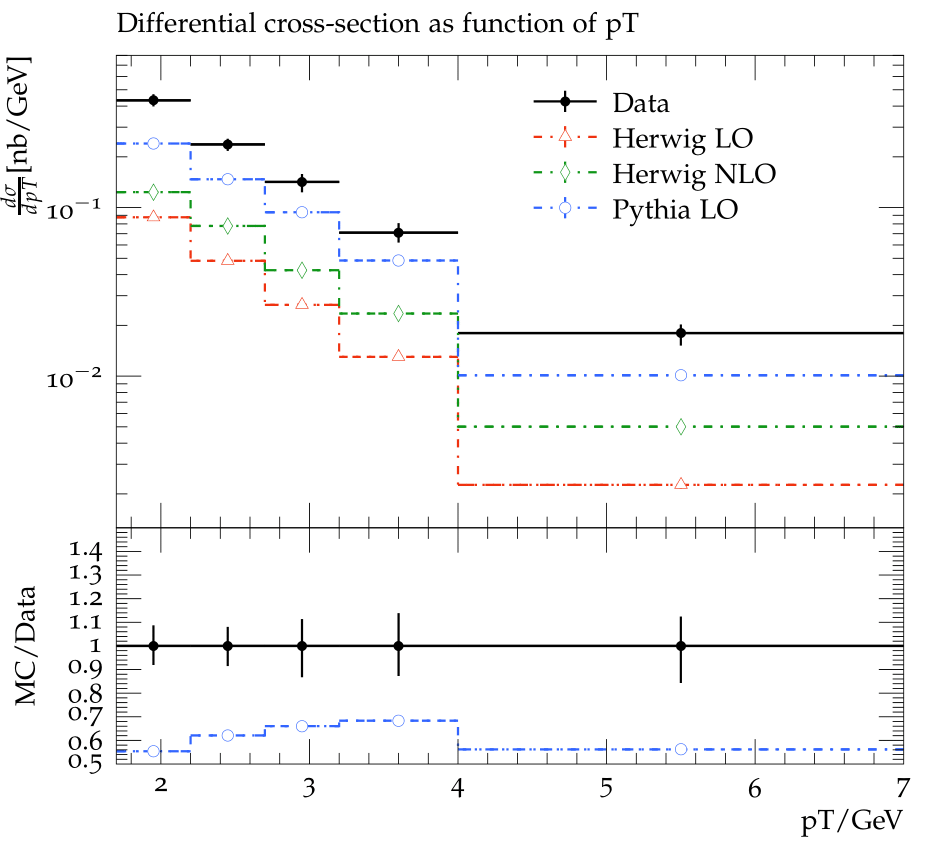 Differential cross-section as function of pT
dσ/dpT [nb/GeV]
Data
Herwig LO
Herwig NLO
Pythia LO
10⁻¹
10⁻²
MC/Data
1.4
1.3
1.2
1.1
1
0.9
0.8
0.7
0.6
0.5
2 3 4 5 6 7
pT/GeV